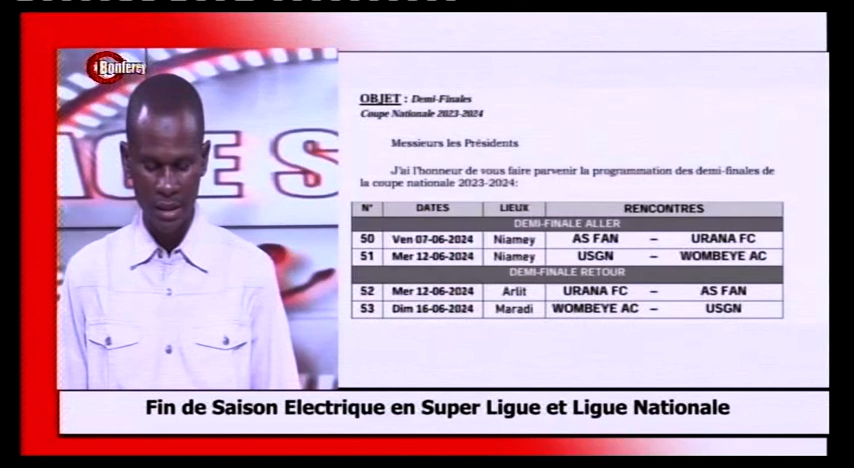 Bonferey
AGE S
OBJET : Demi-Finales
Coupe Nationale 2023-2024
Messieurs les Présidents
J'ai l'honneur de vous faire parvenir la programmation des demi-finales de
la coupe nationale 2023-2024:
N° DATES LIEUX RENCONTRES
DEMI-FINALE ALLER
50 Ven 07-06-2024 Niamey AS FAN – URANA FC
51 Mer 12-06-2024 Niamey USGN – WOMBEYE AC
DEMI-FINALE RETOUR
52 Mer 12-06-2024 Arlit URANA FC – AS FAN
53 Dim 16-06-2024 Maradi WOMBEYE AC – USGN
Fin de Saison Electrique en Super Ligue et Ligue Nationale